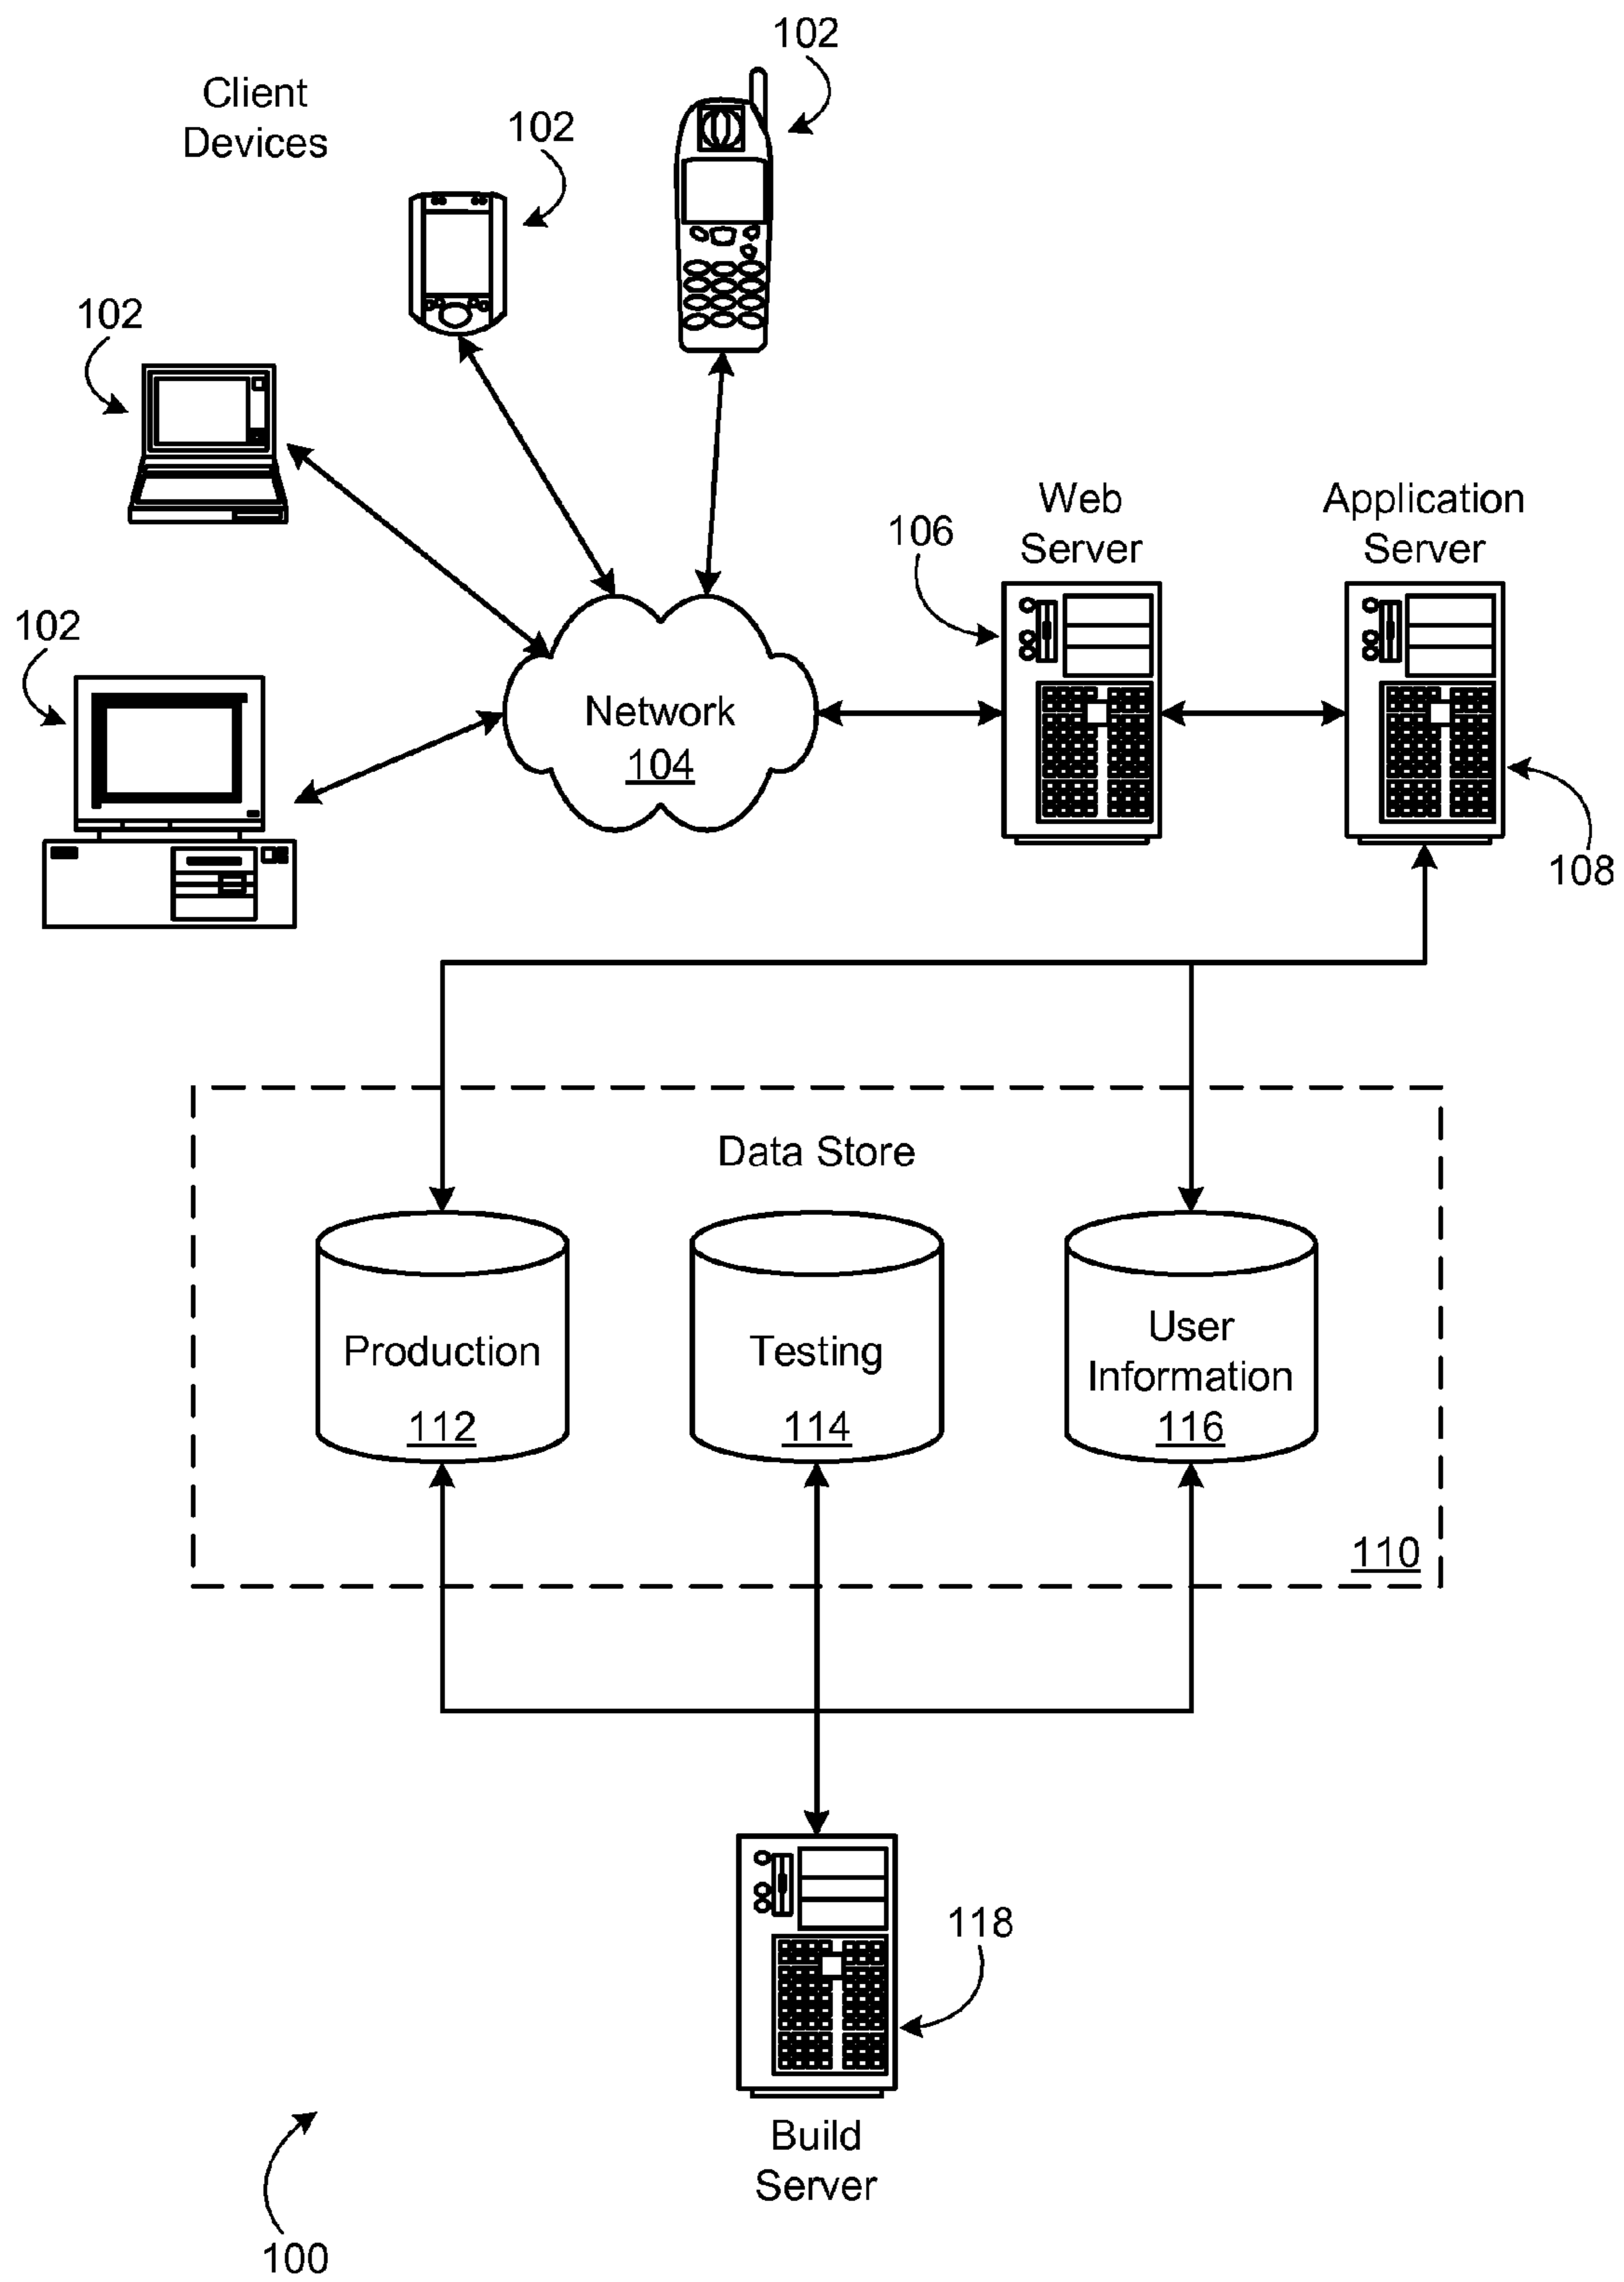 102
Client
Devices
102
102
102
Web
Server
106
Application
Server
Network
104
108
Data Store
Production
112
Testing
114
User
Information
116
110
118
Build
Server
100